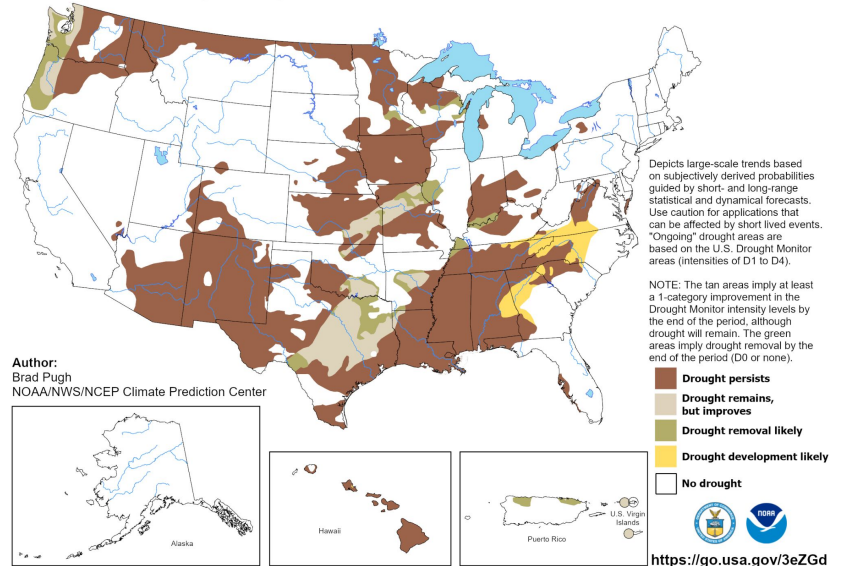 Depicts large-scale trends based
on subjectively derived probabilities
guided by short- and long-range
statistical and dynamical forecasts.
Use caution for applications that
can be affected by short lived events.
"Ongoing" drought areas are
based on the U.S. Drought Monitor
areas (intensities of D1 to D4).
NOTE: The tan areas imply at least
a 1-category improvement in the
Drought Monitor intensity levels by
the end of the period, although
drought will remain. The green
areas imply drought removal by the
end of the period (D0 or none).
Author:
Brad Pugh
NOAA/NWS/NCEP Climate Prediction Center
Drought persists
Drought remains,
but improves
Drought removal likely
Drought development likely
No drought
Alaska
Hawaii
Puerto Rico
U.S. Virgin
Islands
NOAA
https://go.usa.gov/3eZGd